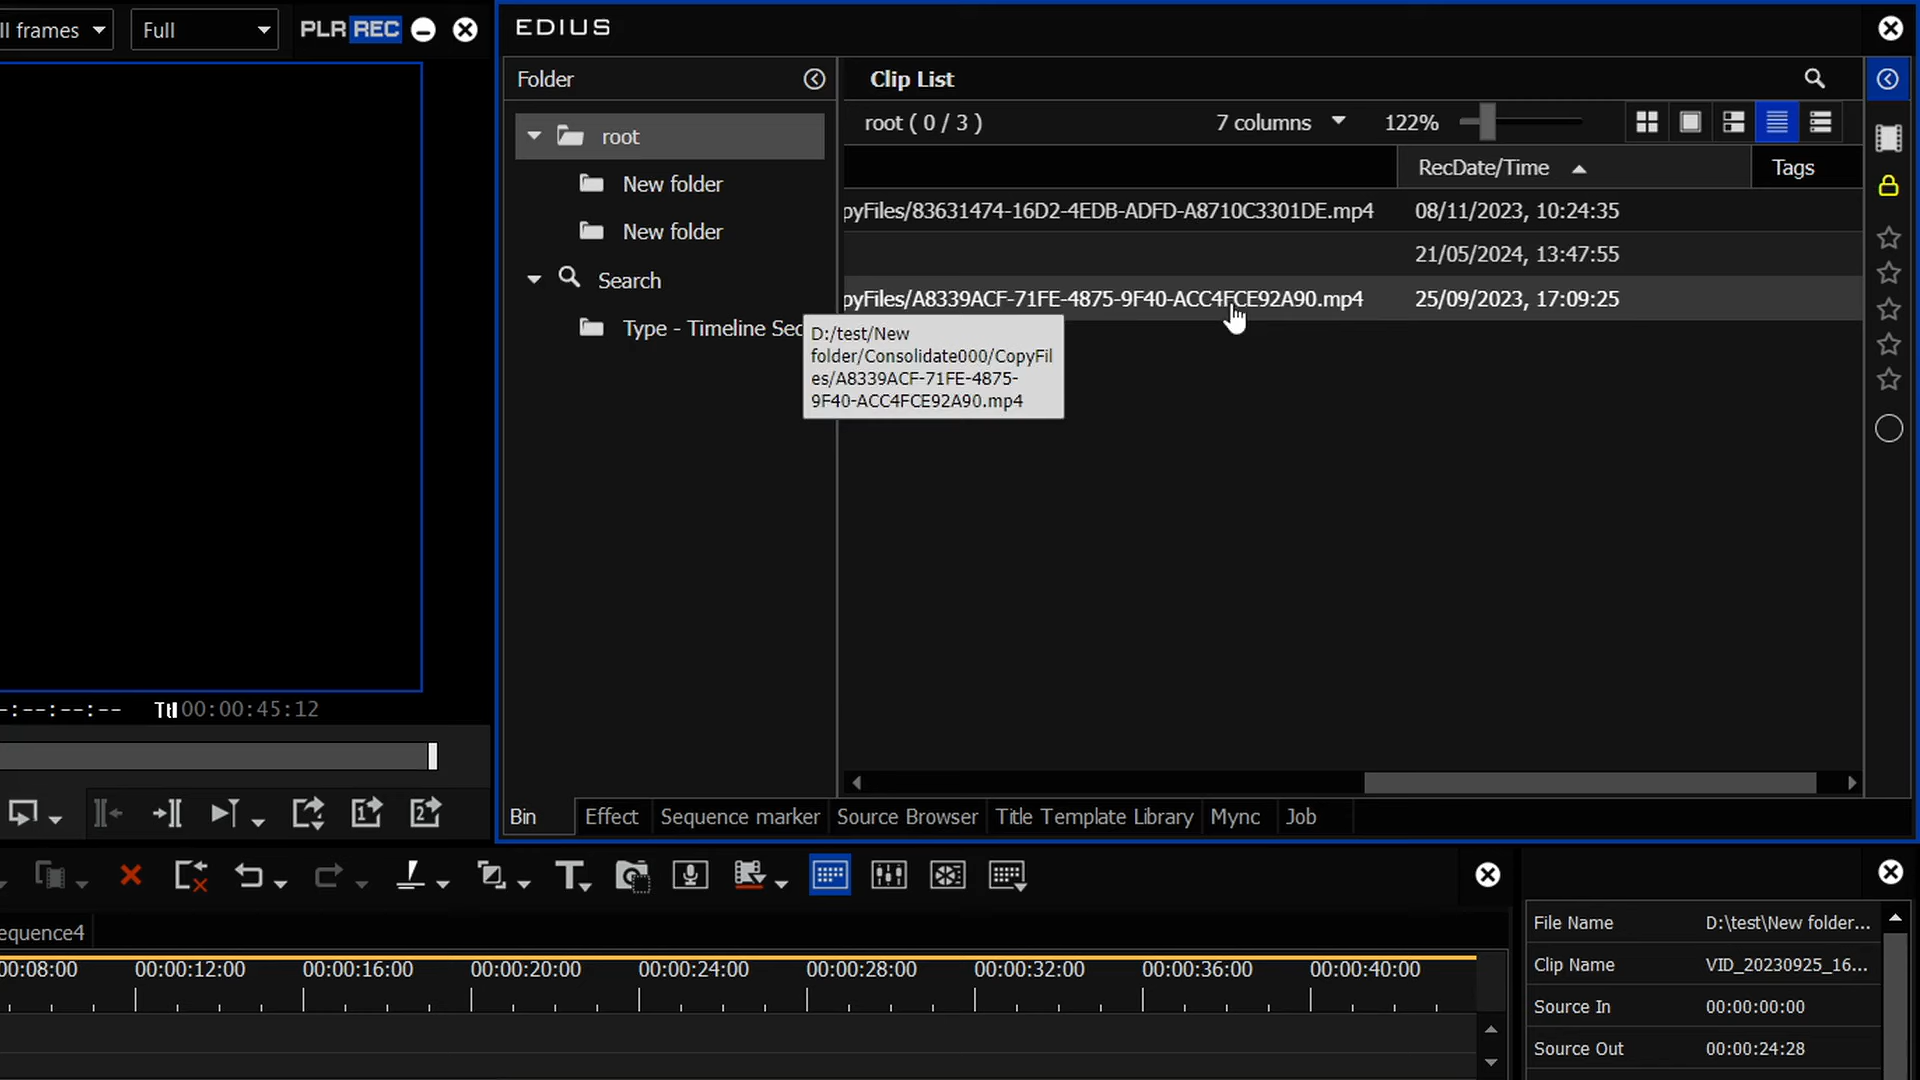 ll frames
Full
PLR REC
EDIUS
Folder
Clip List
root
root ( 0 / 3 )
7 columns
122%
RecDate/Time
Tags
New folder
New folder
pyFiles/83631474-16D2-4EDB-ADFD-A8710C3301DE.mp4
08/11/2023, 10:24:35
21/05/2024, 13:47:55
pyFiles/A8339ACF-71FE-4875-9F40-ACC4FCE92A90.mp4
25/09/2023, 17:09:25
Search
Type - Timeline Sec
D:/test/New
folder/Consolidate000/CopyFil
es/A8339ACF-71FE-4875-
9F40-ACC4FCE92A90.mp4
-:--:--:--
Ttl 00:00:45:12
Bin
Effect
Sequence marker
Source Browser
Title Template Library
Mync
Job
equence4
00:08:00
00:00:12:00
00:00:16:00
00:00:20:00
00:00:24:00
00:00:28:00
00:00:32:00
00:00:36:00
00:00:40:00
File Name
D:\test\New folder...
Clip Name
VID_20230925_16...
Source In
00:00:00:00
Source Out
00:00:24:28